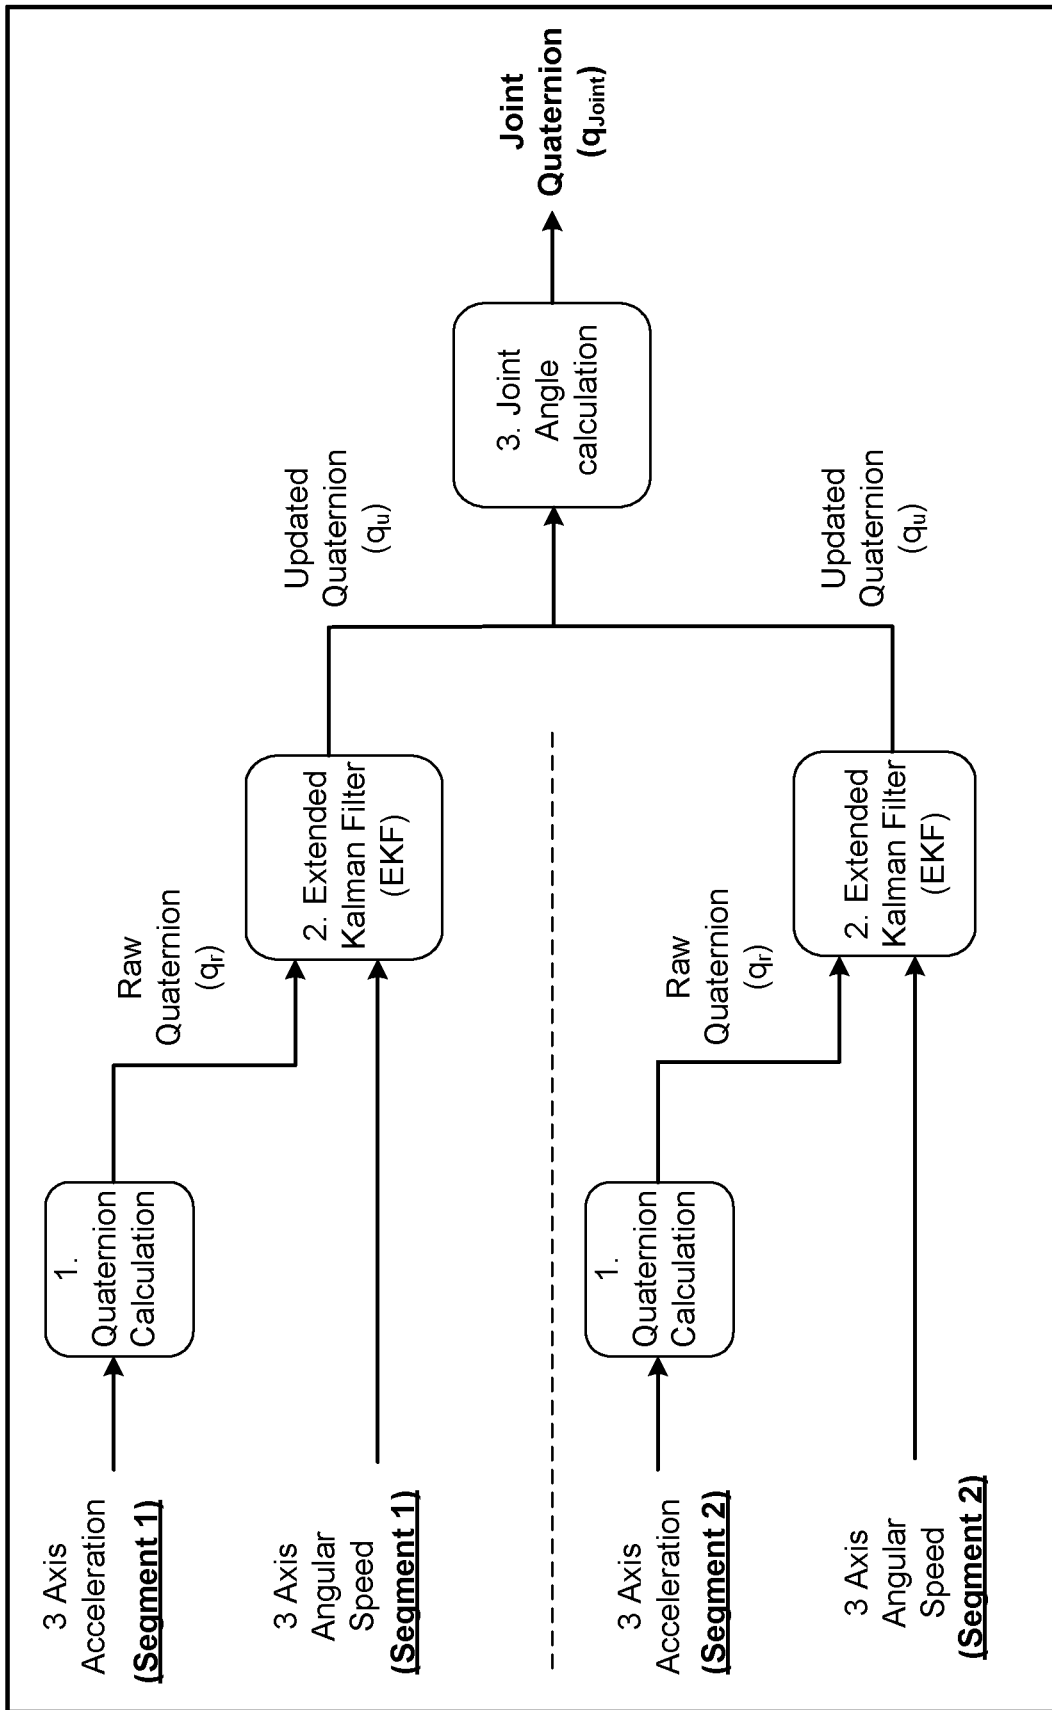 3 Axis
Acceleration
(Segment 1)
1.
Quaternion
Calculation
Raw
Quaternion
(qr)
3 Axis
Angular
Speed
(Segment 1)
2. Extended
Kalman Filter
(EKF)
Updated
Quaternion
(qu)
3. Joint
Angle
calculation
Joint
Quaternion
(qJoint)
3 Axis
Acceleration
(Segment 2)
1.
Quaternion
Calculation
Raw
Quaternion
(qr)
3 Axis
Angular
Speed
(Segment 2)
2. Extended
Kalman Filter
(EKF)
Updated
Quaternion
(qu)